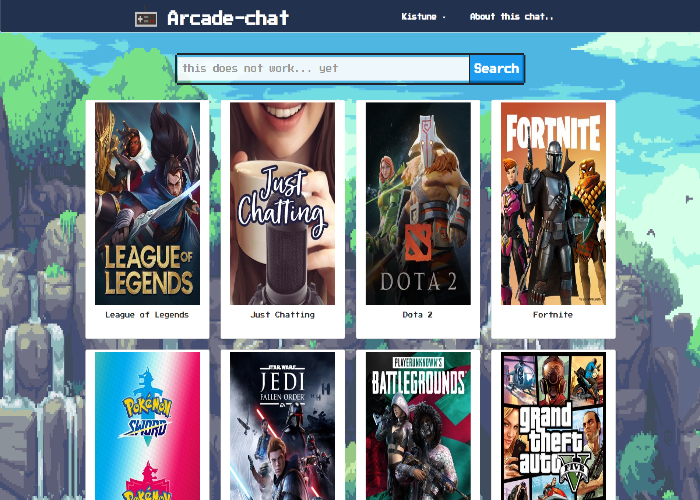 Arcade-chat
Kistune -
About this chat..
this does not work... yet
Search
LEAGUE OF
LEGENDS
Just
Chatting
DOTA 2
FORTNITE
League of Legends
Just Chatting
Dota 2
Fortnite
POKÉMON
SWORD
POKÉMON
STAR WARS
JEDI
FALLEN ORDER
PLAYERUNKNOWN'S
BATTLEGROUNDS
grand
theft
auto
FIVE